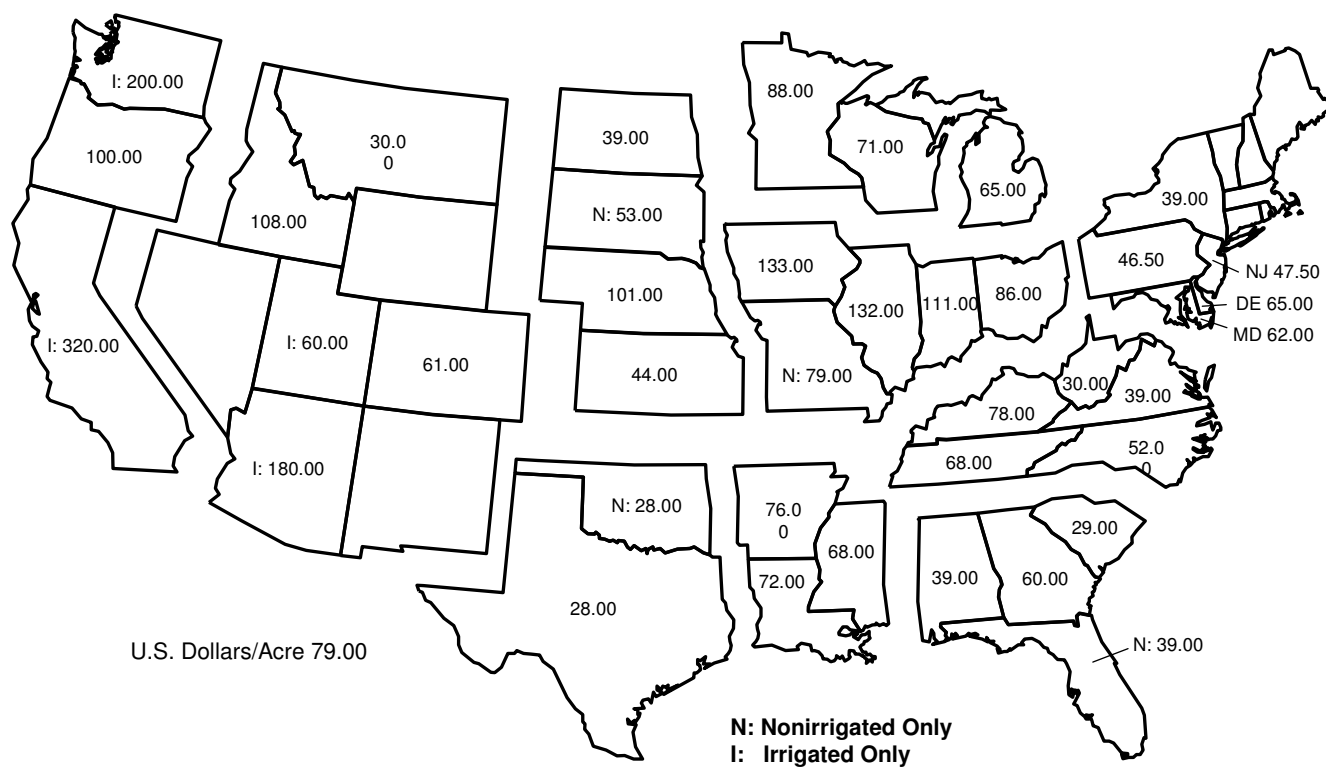 I: 200.00
100.00
30.0
0
39.00
88.00
71.00
65.00
39.00
108.00
N: 53.00
133.00
46.50
NJ 47.50
101.00
132.00
111.00
86.00
DE 65.00
MD 62.00
I: 320.00
I: 60.00
61.00
44.00
N: 79.00
30.00
39.00
78.00
I: 180.00
68.00
52.0
0
N: 28.00
76.0
0
68.00
29.00
72.00
39.00
60.00
28.00
N: 39.00
U.S. Dollars/Acre 79.00
N: Nonirrigated Only
I: Irrigated Only